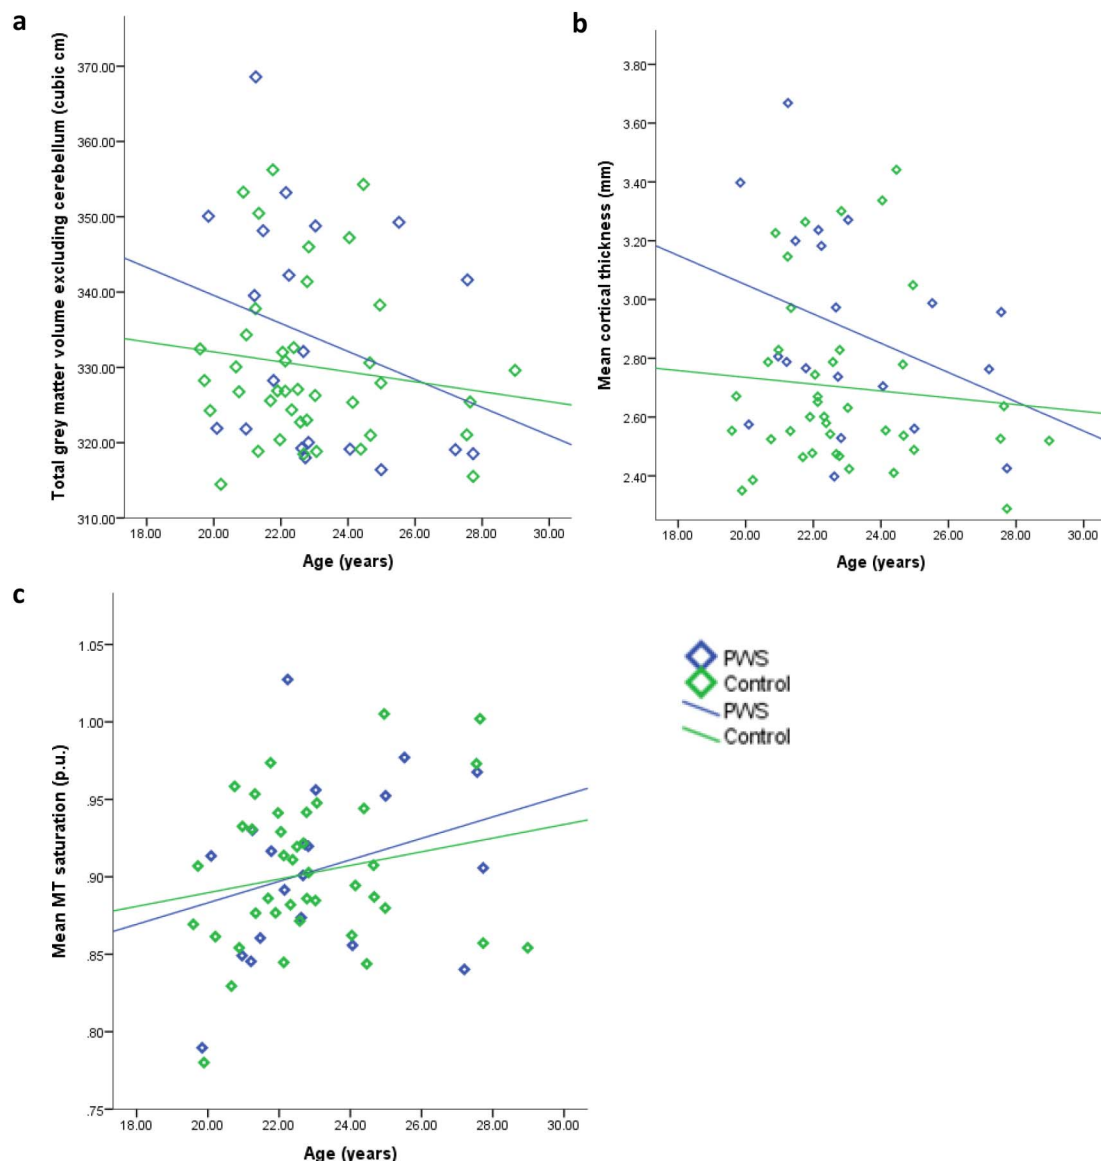 a
Total grey matter volume excluding cerebellum (cubic cm)
370.00
360.00
350.00
340.00
330.00
320.00
310.00
18.00 20.00 22.00 24.00 26.00 28.00 30.00
Age (years)
b
Mean cortical thickness (mm)
3.80
3.60
3.40
3.20
3.00
2.80
2.60
2.40
18.00 20.00 22.00 24.00 26.00 28.00 30.00
Age (years)
c
Mean MT saturation (p.u.)
1.05
1.00
.95
.90
.85
.80
.75
18.00 20.00 22.00 24.00 26.00 28.00 30.00
Age (years)
PWS
Control
PWS
Control